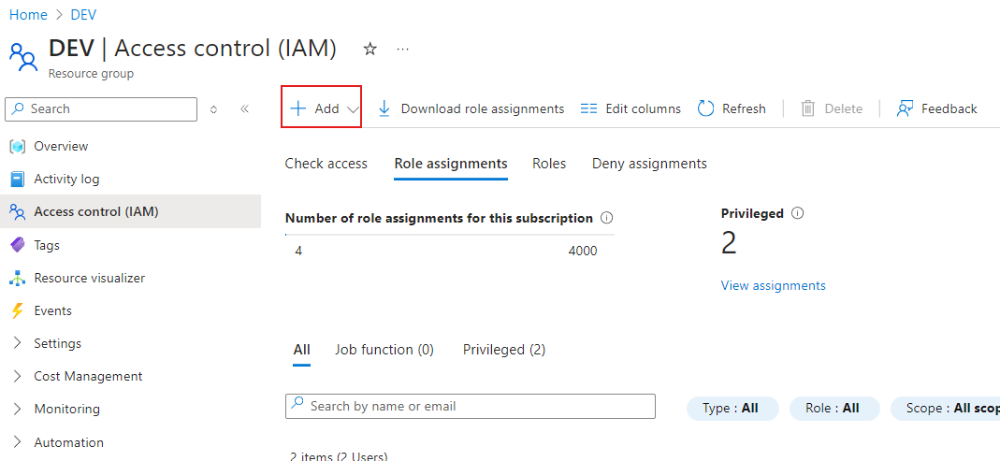 Home > DEV
DEV | Access control (IAM) ☆ ···
Resource group
Search
Add
Download role assignments
Edit columns
Refresh
Delete
Feedback
Overview
Activity log
Access control (IAM)
Tags
Resource visualizer
Events
Settings
Cost Management
Monitoring
Automation
Check access
Role assignments
Roles
Deny assignments
Number of role assignments for this subscription
4
4000
Privileged
2
View assignments
All
Job function (0)
Privileged (2)
Search by name or email
Type : All
Role : All
Scope : All scop
2 items (2 Users)